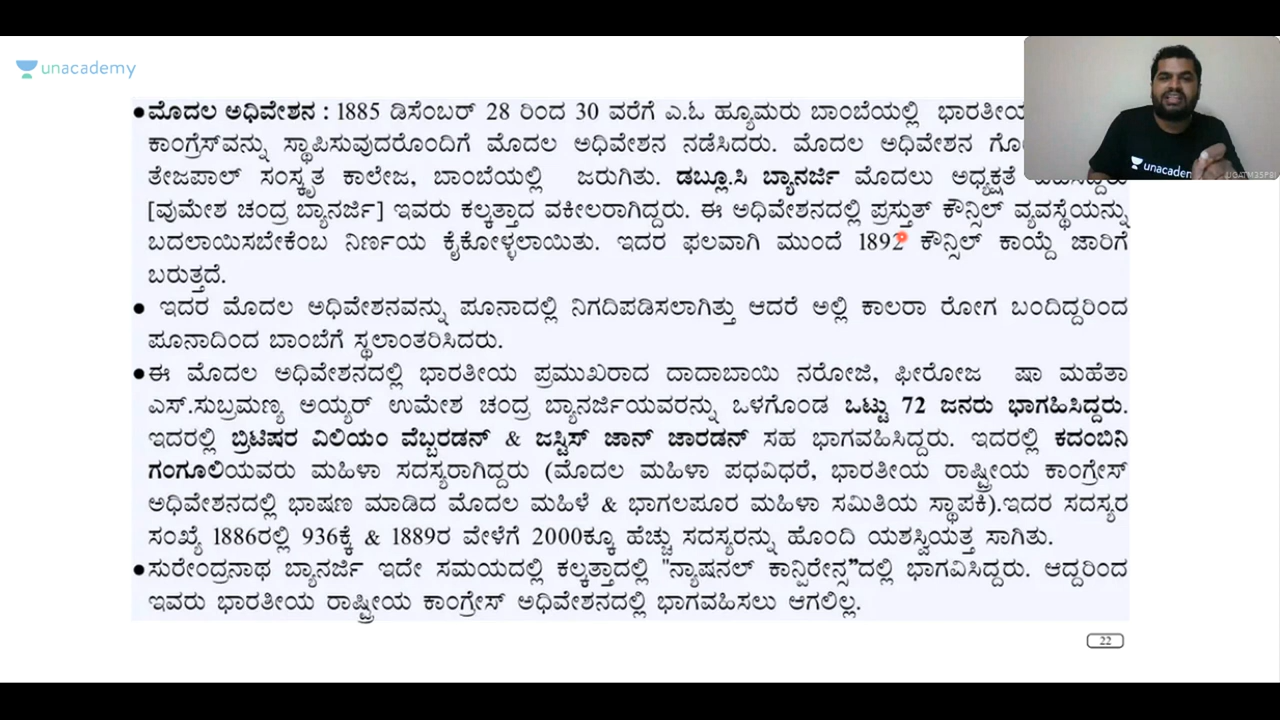 unacademy
●ಮೊದಲ ಅಧಿವೇಶನ : 1885 ಡಿಸೆಂಬರ್ 28 ರಿಂದ 30 ವರೆಗೆ ಎ.ಓ ಹ್ಯೂಮರು ಬಾಂಬೆಯಲ್ಲಿ ಭಾರತೀಯ
ಕಾಂಗ್ರೆಸ್‌ವನ್ನು ಸ್ಥಾಪಿಸುವುದರೊಂದಿಗೆ ಮೊದಲ ಅಧಿವೇಶನ ನಡೆಸಿದರು. ಮೊದಲ ಅಧಿವೇಶನ
ತೇಜಪಾಲ್ ಸಂಸ್ಕೃತ ಕಾಲೇಜ, ಬಾಂಬೆಯಲ್ಲಿ ಜರುಗಿತು. ಡಬ್ಲೂ.ಸಿ ಬ್ಯಾನರ್ಜಿ ಮೊದಲು ಅಧ್ಯಕ್ಷತೆ
[ವುಮೇಶ ಚಂದ್ರ ಬ್ಯಾನರ್ಜಿ] ಇವರು ಕಲ್ಕತ್ತಾದ ವಕೀಲರಾಗಿದ್ದರು. ಈ ಅಧಿವೇಶನದಲ್ಲಿ ಪ್ರಸ್ತುತ್ ಕೌನ್ಸಿಲ್ ವ್ಯವಸ್ಥೆಯನ್ನು
ಬದಲಾಯಿಸಬೇಕೆಂಬ ನಿರ್ಣಯ ಕೈಕೋಳ್ಳಲಾಯಿತು. ಇದರ ಫಲವಾಗಿ ಮುಂದೆ 1892 ಕೌನ್ಸಿಲ್ ಕಾಯ್ದೆ ಜಾರಿಗೆ
ಬರುತ್ತದೆ.
● ಇದರ ಮೊದಲ ಅಧಿವೇಶನವನ್ನು ಪೂನಾದಲ್ಲಿ ನಿಗದಿಪಡಿಸಲಾಗಿತ್ತು ಆದರೆ ಅಲ್ಲಿ ಕಾಲರಾ ರೋಗ ಬಂದಿದ್ದರಿಂದ
ಪೂನಾದಿಂದ ಬಾಂಬೆಗೆ ಸ್ಥಲಾಂತರಿಸಿದರು.
●ಈ ಮೊದಲ ಅಧಿವೇಶನದಲ್ಲಿ ಭಾರತೀಯ ಪ್ರಮುಖರಾದ ದಾದಾಬಾಯಿ ನರೋಜಿ, ಫೀರೋಜ ಷಾ ಮಹೆತಾ
ಎಸ್.ಸುಬ್ರಮಣ್ಯ ಅಯ್ಯರ್ ಉಮೇಶ ಚಂದ್ರ ಬ್ಯಾನರ್ಜಿಯವರನ್ನು ಒಳಗೊಂಡ ಒಟ್ಟು 72 ಜನರು ಭಾಗಹಿಸಿದ್ದರು.
ಇದರಲ್ಲಿ ಬ್ರಿಟಿಷರ ವಿಲಿಯಂ ವೆಬ್ಬರಡನ್ & ಜಸ್ಟಿಸ್ ಜಾನ್ ಜಾರಡನ್ ಸಹ ಭಾಗವಹಿಸಿದ್ದರು. ಇದರಲ್ಲಿ ಕದಂಬಿನಿ
ಗಂಗೂಲಿಯವರು ಮಹಿಳಾ ಸದಸ್ಯರಾಗಿದ್ದರು (ಮೊದಲ ಮಹಿಳಾ ಪಧವಿಧರೆ, ಭಾರತೀಯ ರಾಷ್ಟ್ರೀಯ ಕಾಂಗ್ರೇಸ್
ಅಧಿವೇಶನದಲ್ಲಿ ಭಾಷಣ ಮಾಡಿದ ಮೊದಲ ಮಹಿಳೆ & ಭಾಗಲಪೂರ ಮಹಿಳಾ ಸಮಿತಿಯ ಸ್ಥಾಪಕಿ).ಇದರ ಸದಸ್ಯರ
ಸಂಖ್ಯೆ 1886ರಲ್ಲಿ 936ಕ್ಕೆ & 1889ರ ವೇಳೆಗೆ 2000ಕ್ಕೂ ಹೆಚ್ಚು ಸದಸ್ಯರನ್ನು ಹೊಂದಿ ಯಶಸ್ವಿಯತ್ತ ಸಾಗಿತು.
●ಸುರೇಂದ್ರನಾಥ ಬ್ಯಾನರ್ಜಿ ಇದೇ ಸಮಯದಲ್ಲಿ ಕಲ್ಕತ್ತಾದಲ್ಲಿ "ನ್ಯಾಷನಲ್ ಕಾನ್ಪಿರೇನ್ಸ”ದಲ್ಲಿ ಭಾಗವಿಸಿದ್ದರು. ಆದ್ದರಿಂದ
ಇವರು ಭಾರತೀಯ ರಾಷ್ಟ್ರೀಯ ಕಾಂಗ್ರೇಸ್ ಅಧಿವೇಶನದಲ್ಲಿ ಭಾಗವಹಿಸಲು ಆಗಲಿಲ್ಲ.
22